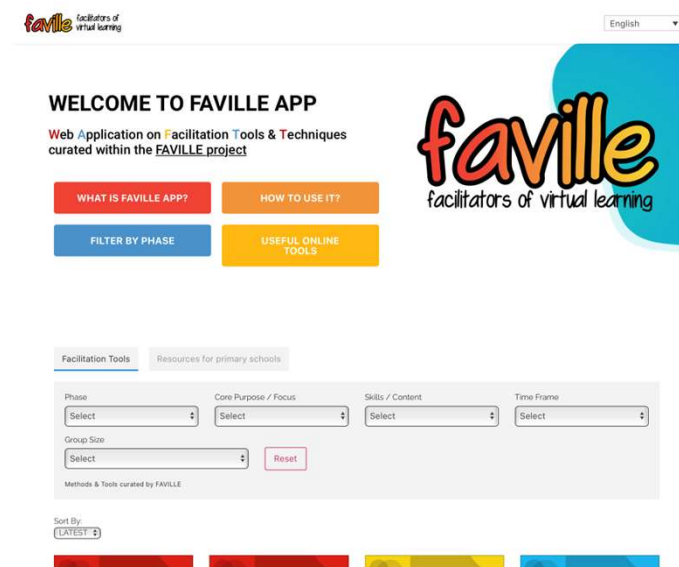 faville facilitators of
virtual learning
English
WELCOME TO FAVILLE APP
Web Application on Facilitation Tools & Techniques
curated within the FAVILLE project
WHAT IS FAVILLE APP?
HOW TO USE IT?
FILTER BY PHASE
USEFUL ONLINE
TOOLS
faville
facilitators of virtual learning
Facilitation Tools
Resources for primary schools
Phase
Core Purpose / Focus
Skills / Content
Time Frame
Select
Select
Select
Select
Group Size
Select
Reset
Methods & Tools curated by FAVILLE
Sort By:
LATEST